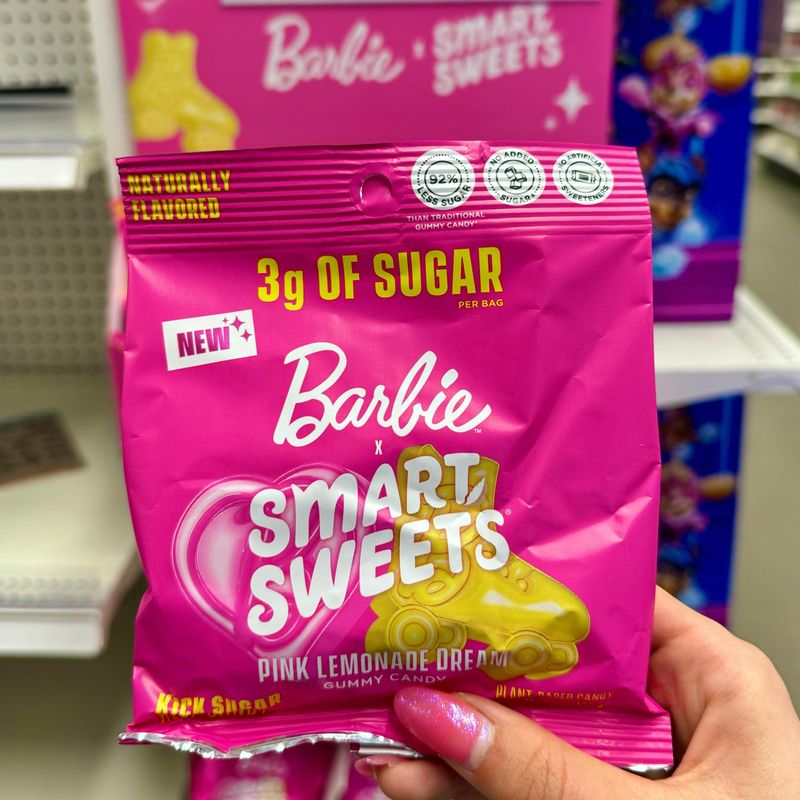 Barbie x SMART
SWEETS
NATURALLY
FLAVORED
92%
LESS SUGAR
THAN TRADITIONAL
GUMMY CANDY*
NO ADDED
SUGAR
NO ARTIFICIAL
SWEETENERS
3g OF SUGAR
PER BAG
NEW
Barbie™
x
SMART
SWEETS®
PINK LEMONADE DREAM
GUMMY CANDY
KICK SUGAR
PLANT-BASED CANDY